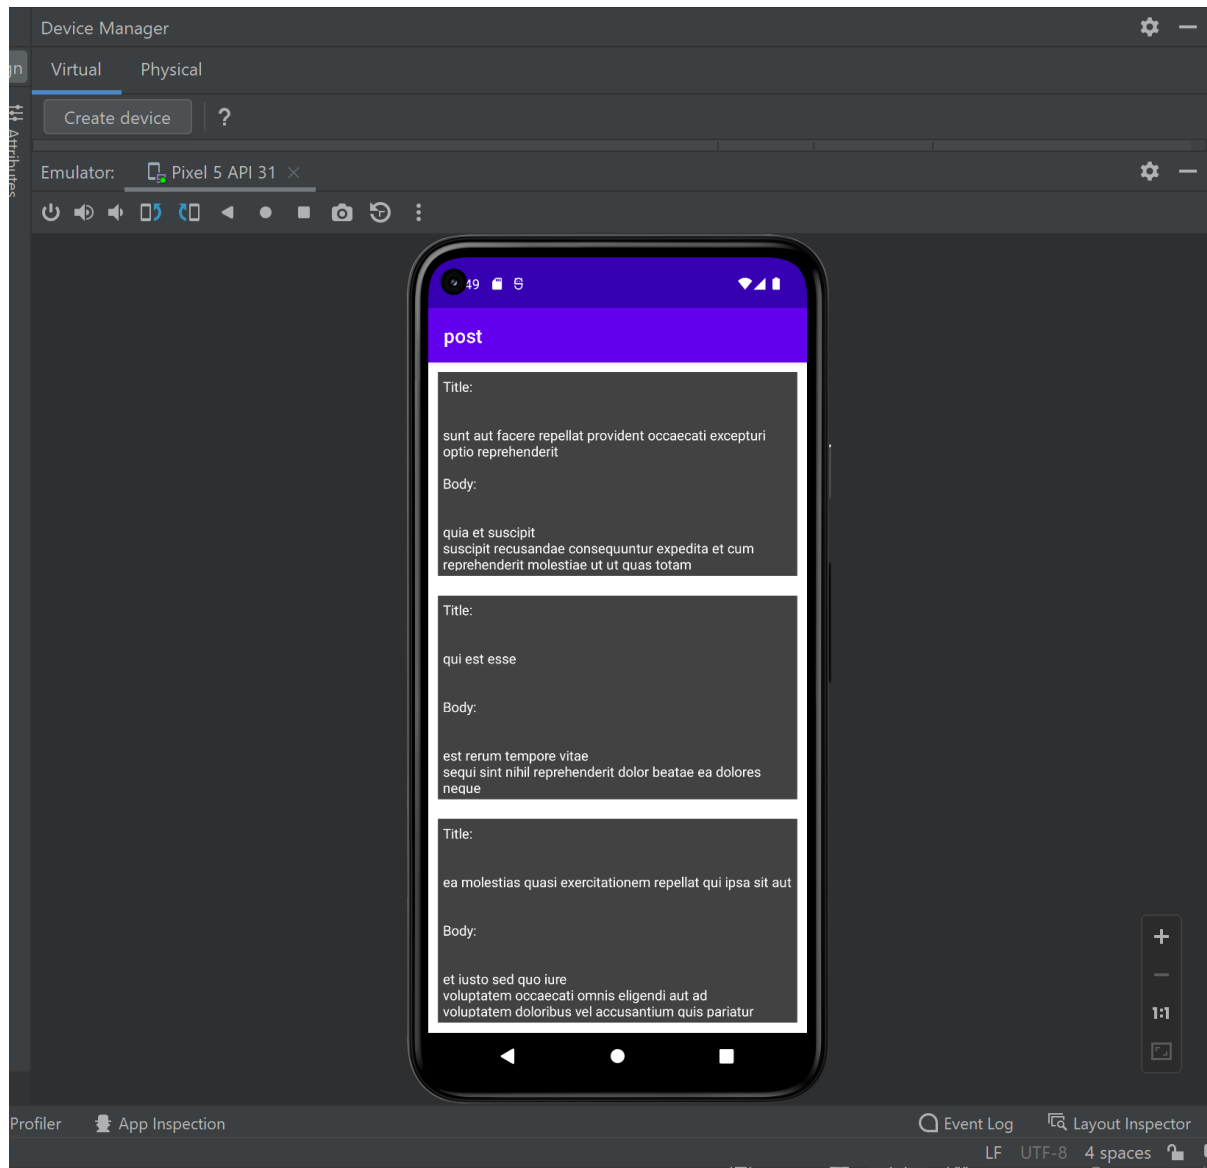 Device Manager
Virtual Physical
Create device ?
Attributes
Emulator: Pixel 5 API 31
49
post
Title:
sunt aut facere repellat provident occaecati excepturi
optio reprehenderit
Body:
quia et suscipit
suscipit recusandae consequuntur expedita et cum
reprehenderit molestiae ut ut quas totam
Title:
qui est esse
Body:
est rerum tempore vitae
sequi sint nihil reprehenderit dolor beatae ea dolores
neque
Title:
ea molestias quasi exercitationem repellat qui ipsa sit aut
Body:
et iusto sed quo iure
voluptatem occaecati omnis eligendi aut ad
voluptatem doloribus vel accusantium quis pariatur
1:1
Profiler App Inspection Event Log Layout Inspector
LF UTF-8 4 spaces